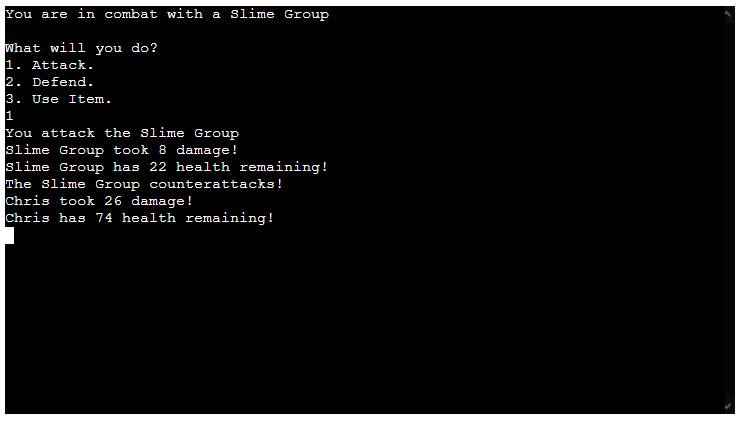 You are in combat with a Slime Group
What will you do?
1. Attack.
2. Defend.
3. Use Item.
1
You attack the Slime Group
Slime Group took 8 damage!
Slime Group has 22 health remaining!
The Slime Group counterattacks!
Chris took 26 damage!
Chris has 74 health remaining!